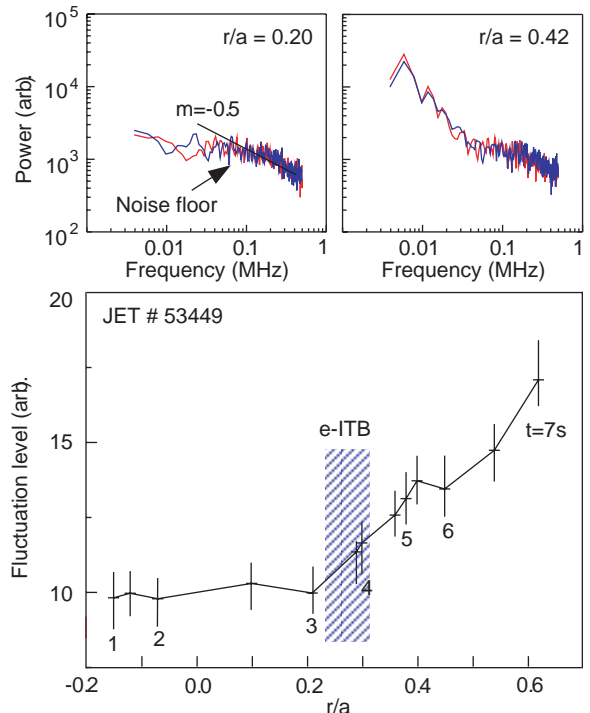 10^5
10^4
10^3
10^2
Power (arb).
r/a = 0.20
m=-0.5
Noise floor
0.01
0.1
1
Frequency (MHz)
r/a = 0.42
0.01
0.1
1
Frequency (MHz)
20
15
10
Fluctuation level (arb).
JET # 53449
e-ITB
t=7s
1
2
3
4
5
6
-0.2
0.0
0.2
0.4
0.6
r/a